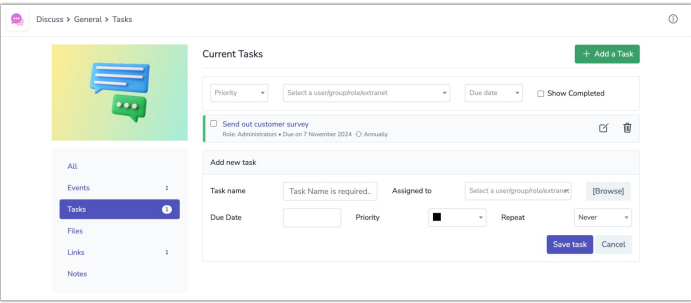 Discuss > General > Tasks
Current Tasks
+ Add a Task
Priority
Select a user/group/role/extranet
Due date
Show Completed
Send out customer survey
Role: Administrators • Due on 7 November 2024 Annually
All
Events 1
Tasks 1
Files
Links 1
Notes
Add new task
Task name
Task Name is required..
Assigned to
Select a user/group/role/extranet
[Browse]
Due Date
Priority
Repeat
Never
Save task
Cancel